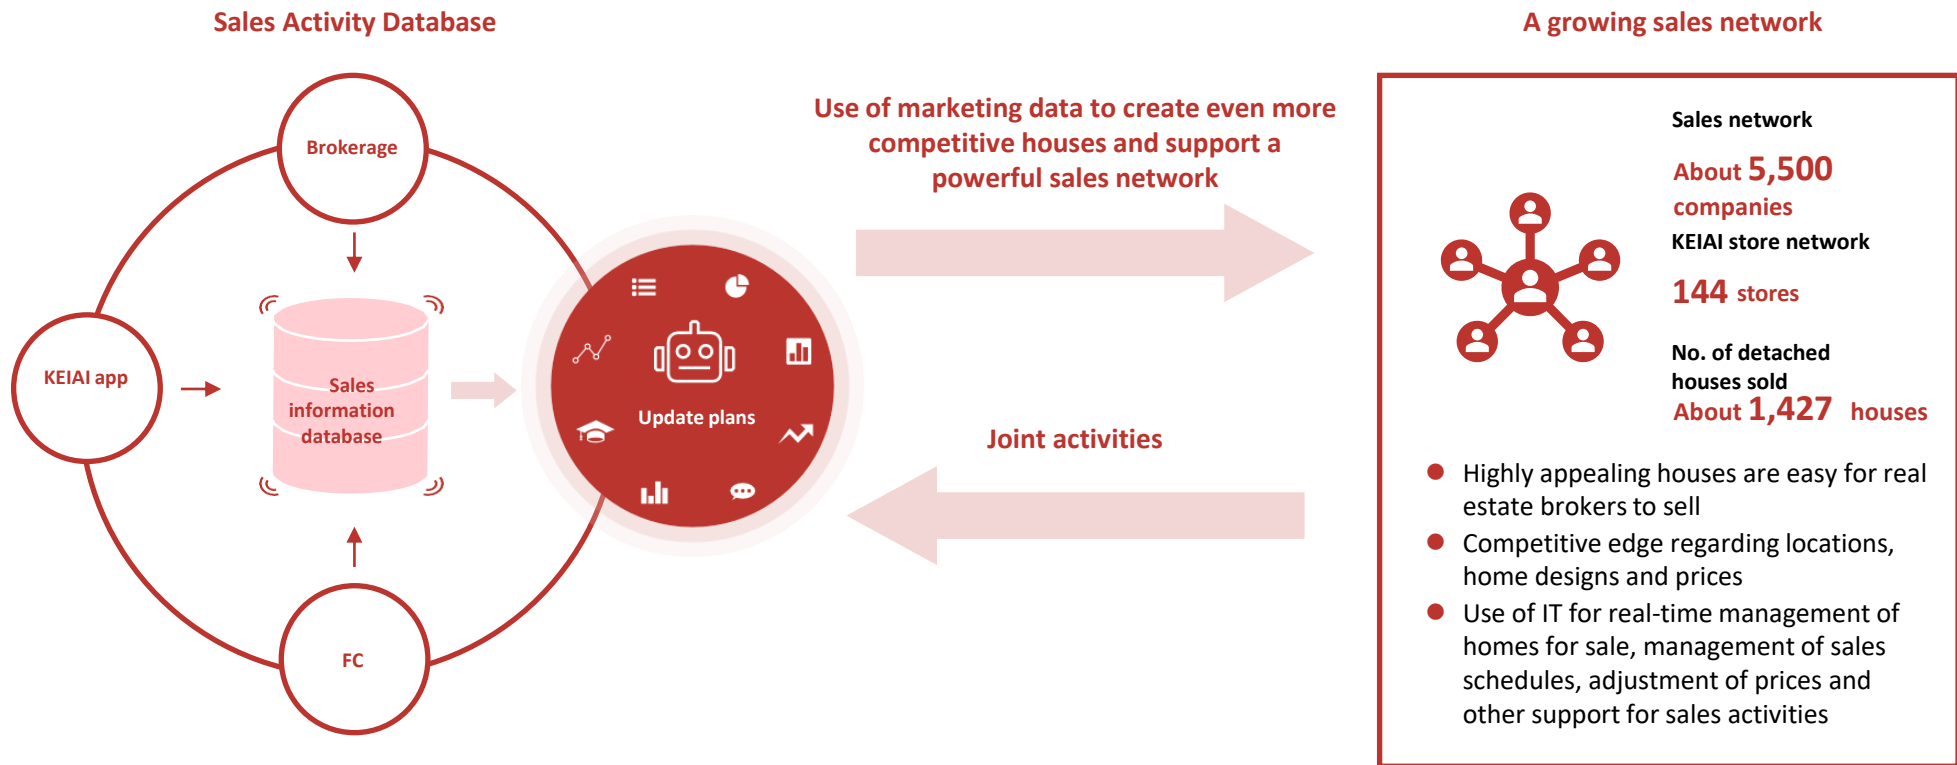 Sales Activity Database
Brokerage
KEIAI app
Sales
information
database
FC
Update plans
Use of marketing data to create even more
competitive houses and support a
powerful sales network
Joint activities
A growing sales network
Sales network
About 5,500
companies
KEIAI store network
144 stores
No. of detached
houses sold
About 1,427 houses
● Highly appealing houses are easy for real
estate brokers to sell
● Competitive edge regarding locations,
home designs and prices
● Use of IT for real-time management of
homes for sale, management of sales
schedules, adjustment of prices and
other support for sales activities